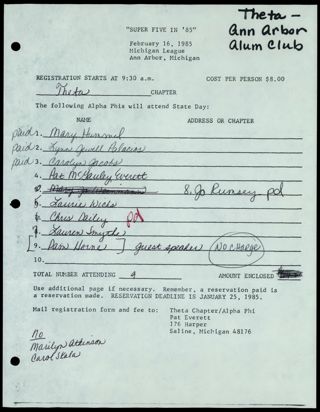 Theta -
Ann Arbor
Alum Club
"SUPER FIVE IN '85"
February 16, 1985
Michigan League
Ann Arbor, Michigan
REGISTRATION STARTS AT 9:30 a.m. COST PER PERSON $8.00
Theta CHAPTER
The following Alpha Phis will attend State Day:
NAME ADDRESS OR CHAPTER
paid 1. Mary Hummel
paid 2. Lynn Jewell Palacios
paid 3. Carolyn Jacobs
4. Pat McCauley Everett
8. Jo Rumsey pd
5. Laurie Wicks
6. Chris Dailey pd
7. Lauren Smythe
[9. Pam Horne ] guest speaker NO CHARGE
10.
TOTAL NUMBER ATTENDING 9 AMOUNT ENCLOSED
Use additional page if necessary. Remember, a reservation paid is
a reservation made. RESERVATION DEADLINE IS JANUARY 25, 1985.
Mail registration form and fee to: Theta Chapter/Alpha Phi
Pat Everett
176 Harper
Saline, Michigan 48176
No
Marilyn Atkinson
Carol Stala